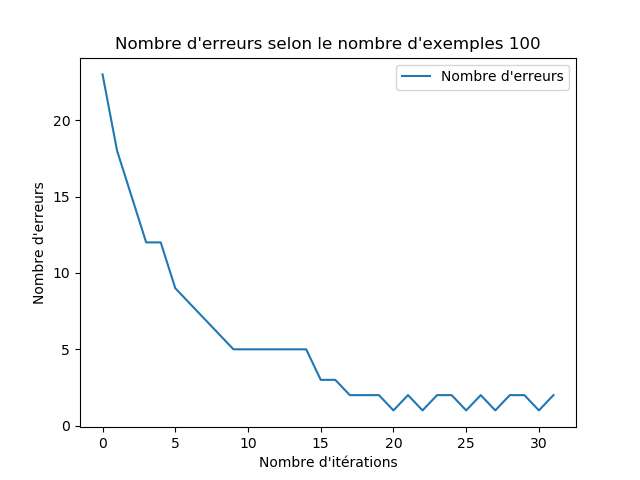 Nombre d'erreurs selon le nombre d'exemples 100
Nombre d'erreurs
Nombre d'erreurs
20
15
10
5
0
0 5 10 15 20 25 30
Nombre d'itérations